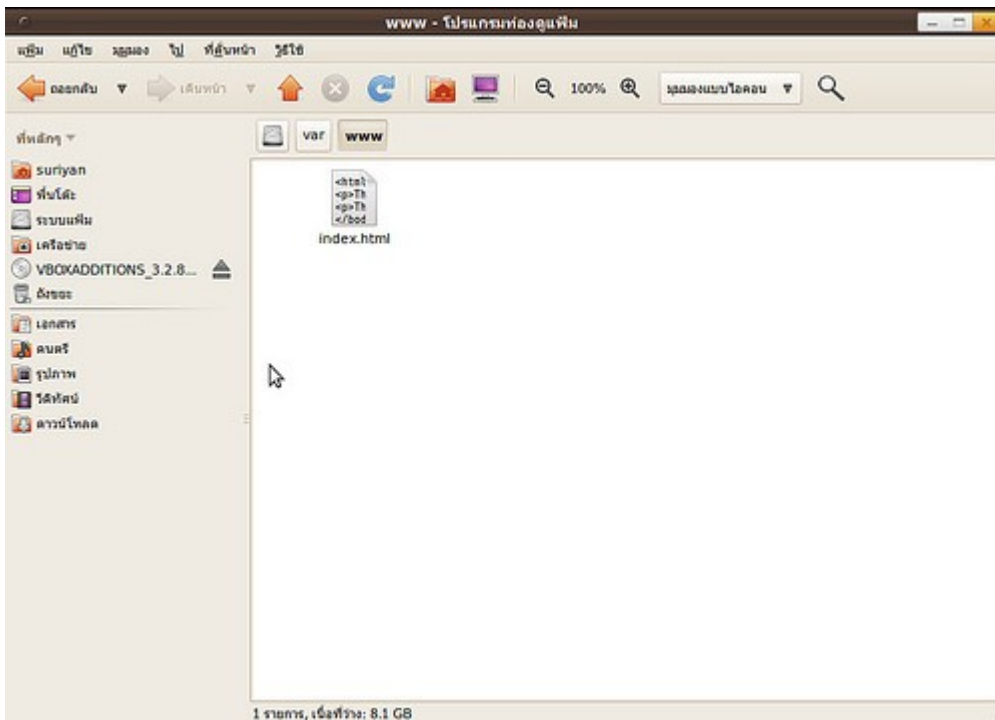 www - โปรแกรมท่องดูแฟ้ม
แฟ้ม แก้ไข มุมมอง ไป ที่คั่นหน้า วิธีใช้
ถอยกลับ เดินหน้า 100% มุมมองแบบไอคอน
ที่หลักๆ var www
suriyan
พื้นโต๊ะ
ระบบแฟ้ม
เครือข่าย
VBOXADDITIONS_3.2.8...
ถังขยะ
เอกสาร
ดนตรี
รูปภาพ
วีดิทัศน์
ดาวน์โหลด
<html
<p>Th
<p>Th
</bod
index.html
1 รายการ, เนื้อที่ว่าง: 8.1 GB